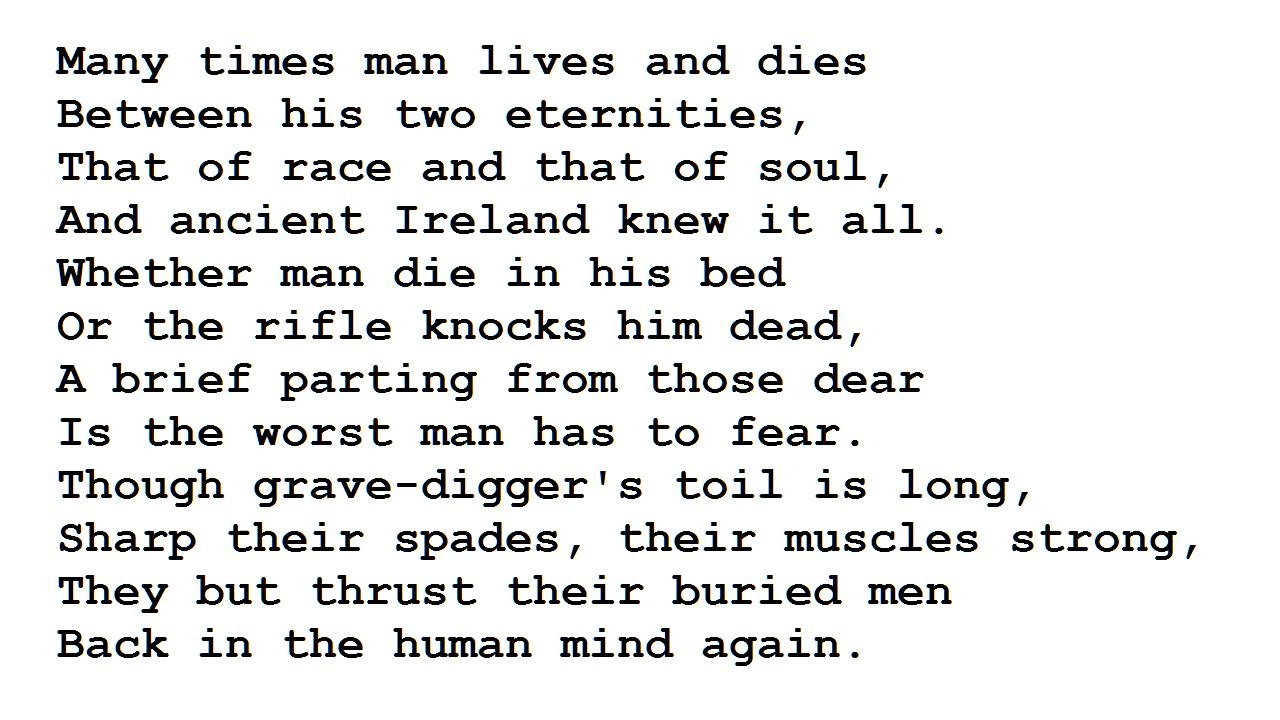 Many times man lives and dies
Between his two eternities,
That of race and that of soul,
And ancient Ireland knew it all.
Whether man die in his bed
Or the rifle knocks him dead,
A brief parting from those dear
Is the worst man has to fear.
Though grave-digger's toil is long,
Sharp their spades, their muscles strong,
They but thrust their buried men
Back in the human mind again.